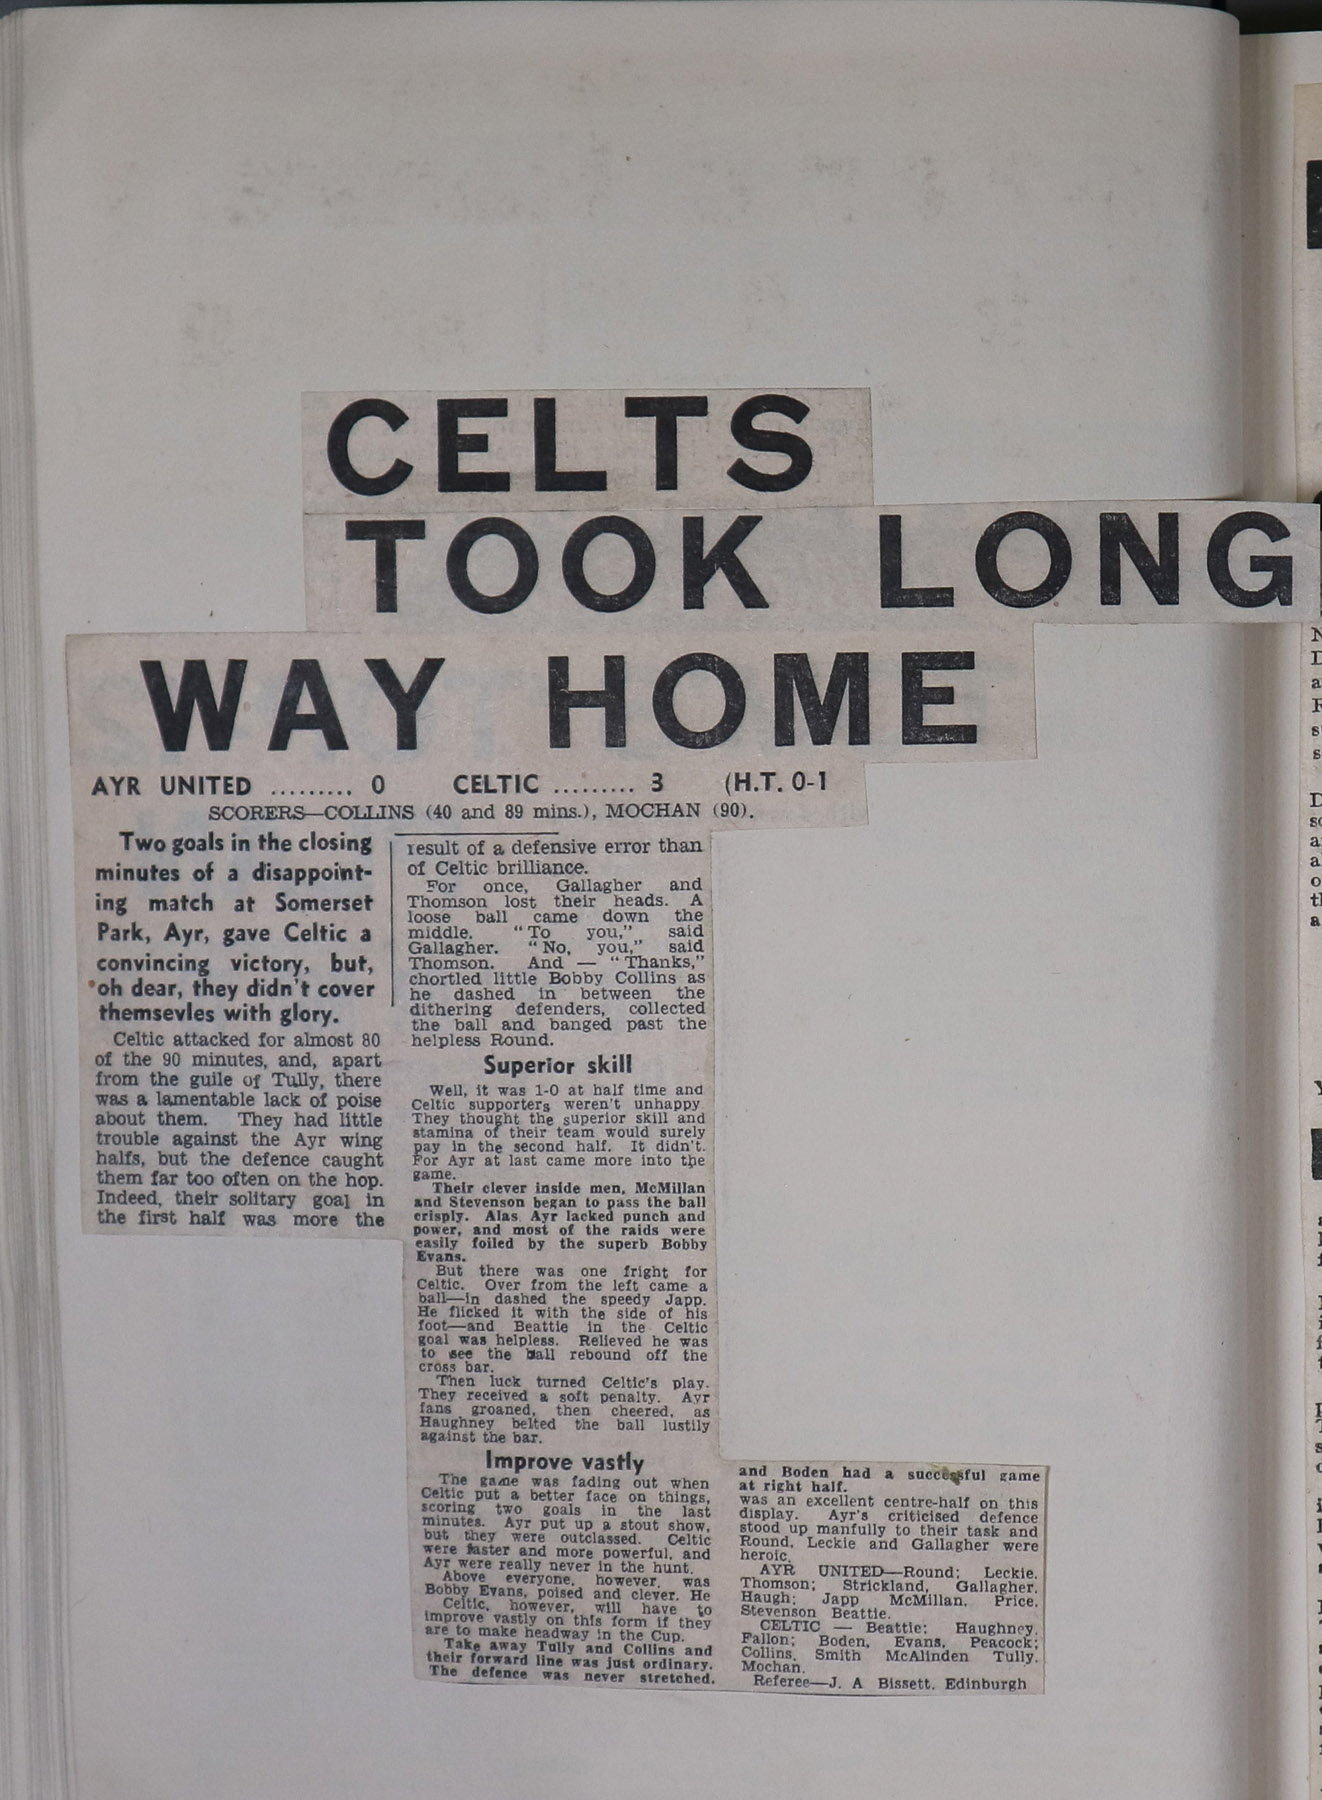 CELTS
TOOK LONG
WAY HOME
AYR UNITED ......... 0 CELTIC ......... 3 (H.T. 0-1
SCORERS—COLLINS (40 and 89 mins.), MOCHAN (90).
Two goals in the closing
minutes of a disappoint-
ing match at Somerset
Park, Ayr, gave Celtic a
convincing victory, but,
oh dear, they didn't cover
themsevles with glory.
Celtic attacked for almost 80
of the 90 minutes, and, apart
from the guile of Tully, there
was a lamentable lack of poise
about them. They had little
trouble against the Ayr wing
halfs, but the defence caught
them far too often on the hop.
Indeed, their solitary goal in
the first half was more the
result of a defensive error than
of Celtic brilliance.
For once, Gallagher and
Thomson lost their heads. A
loose ball came down the
middle. "To you," said
Gallagher. "No, you," said
Thomson. And — "Thanks,"
chortled little Bobby Collins as
he dashed in between the
dithering defenders, collected
the ball and banged past the
helpless Round.
Superior skill
Well, it was 1-0 at half time and
Celtic supporters weren't unhappy
They thought the superior skill and
stamina of their team would surely
pay in the second half. It didn't.
For Ayr at last came more into the
game.
Their clever inside men, McMillan
and Stevenson began to pass the ball
crisply. Alas, Ayr lacked punch and
power, and most of the raids were
easily foiled by the superb Bobby
Evans.
But there was one fright for
Celtic. Over from the left came a
ball—in dashed the speedy Japp.
He flicked it with the side of his
foot—and Beattie in the Celtic
goal was helpless. Relieved he was
to see the ball rebound off the
cross bar.
Then luck turned Celtic's play.
They received a soft penalty. Ayr
fans groaned, then cheered, as
Haughney belted the ball lustily
against the bar.
Improve vastly
The game was fading out when
Celtic put a better face on things,
scoring two goals in the last
minutes. Ayr put up a stout show,
but they were outclassed. Celtic
were faster and more powerful, and
Ayr were really never in the hunt.
Above everyone, however, was
Bobby Evans, poised and clever. He
Celtic, however, will have to
improve vastly on this form if they
are to make headway in the Cup.
Take away Tully and Collins and
their forward line was just ordinary.
The defence was never stretched.
and Boden had a successful game
at right half.
was an excellent centre-half on this
display. Ayr's criticised defence
stood up manfully to their task and
Round, Leckie and Gallagher were
heroic.
AYR UNITED—Round; Leckie,
Thomson; Strickland, Gallagher,
Haugh; Japp McMillan, Price,
Stevenson Beattie.
CELTIC — Beattie; Haughney,
Fallon; Boden, Evans, Peacock;
Collins, Smith McAlinden Tully,
Mochan.
Referee—J. A Bissett, Edinburgh